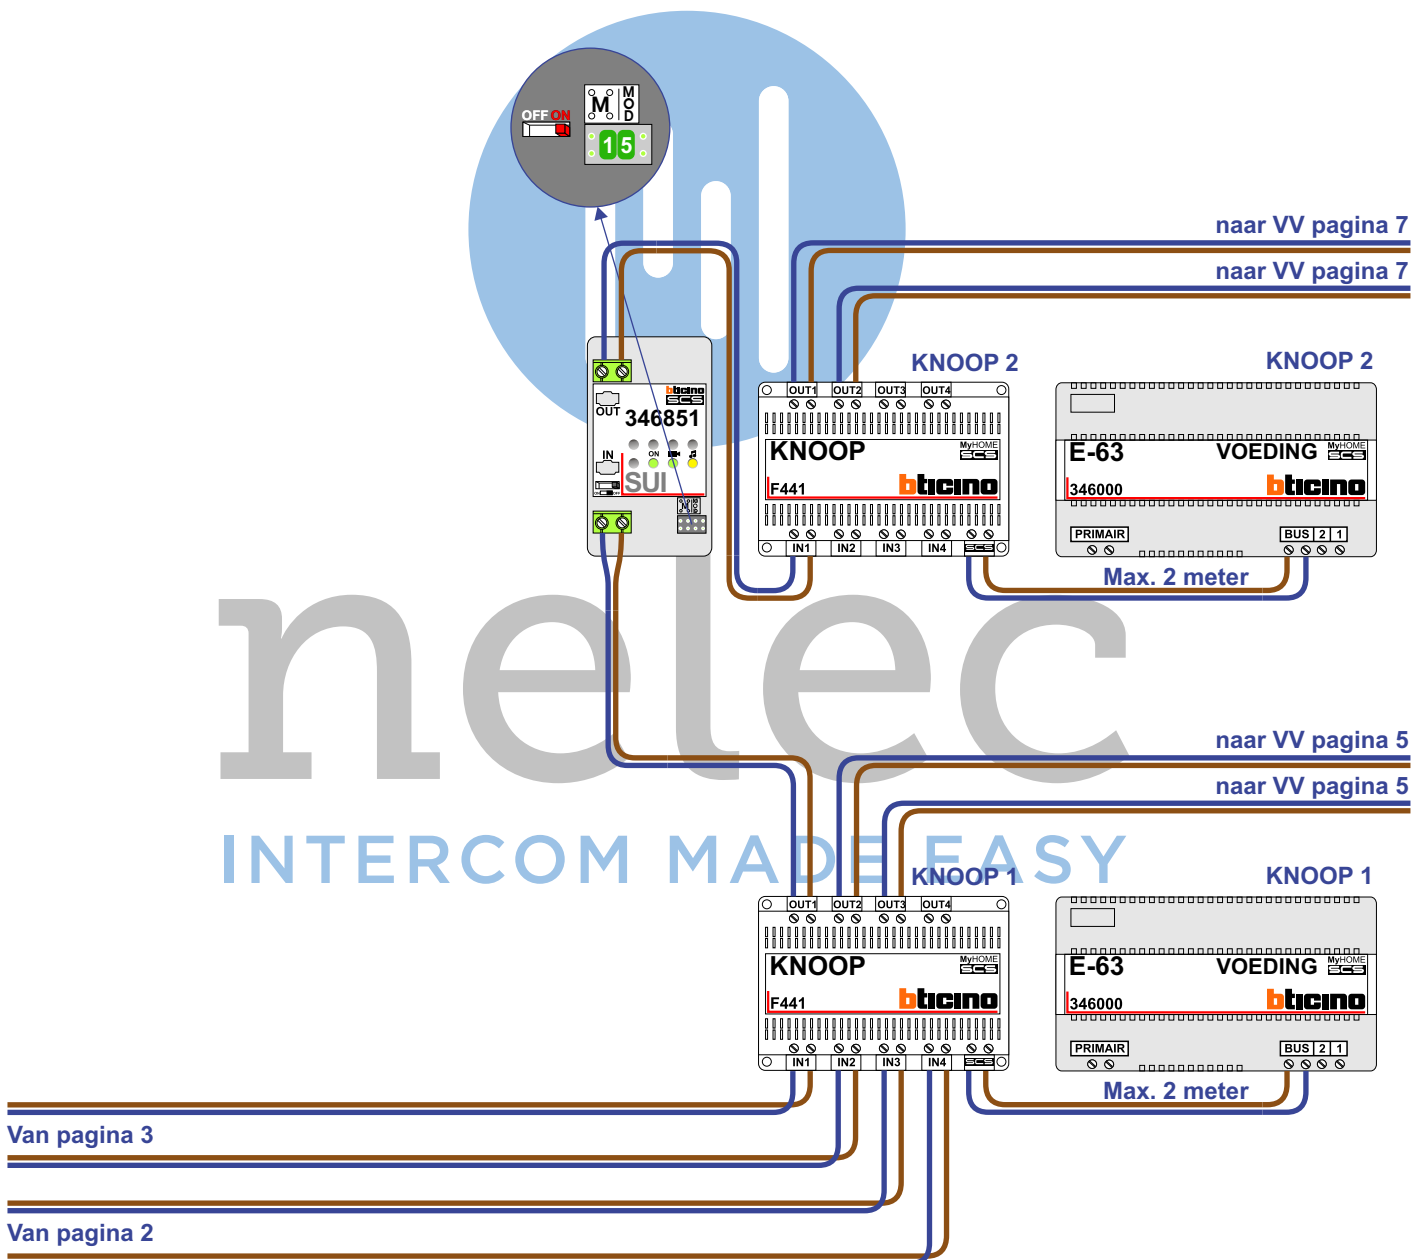 OFF ON
M
MOD
15
naar VV pagina 7
naar VV pagina 7
KNOOP 2
KNOOP 2
OUT1 OUT2 OUT3 OUT4
bticino
SCS
OUT
346851
IN
ON
SUI
M
MOD
ON OFF
KNOOP
MyHOME
SCS
F441
bticino
IN1 IN2 IN3 IN4 SCS
E-63 VOEDING
MyHOME
SCS
346000
bticino
PRIMAIR
BUS 2 1
Max. 2 meter
nelec
INTERCOM MADE EASY
naar VV pagina 5
naar VV pagina 5
KNOOP 1
KNOOP 1
OUT1 OUT2 OUT3 OUT4
KNOOP
MyHOME
SCS
F441
bticino
IN1 IN2 IN3 IN4 SCS
E-63 VOEDING
MyHOME
SCS
346000
bticino
PRIMAIR
BUS 2 1
Max. 2 meter
Van pagina 3
Van pagina 2